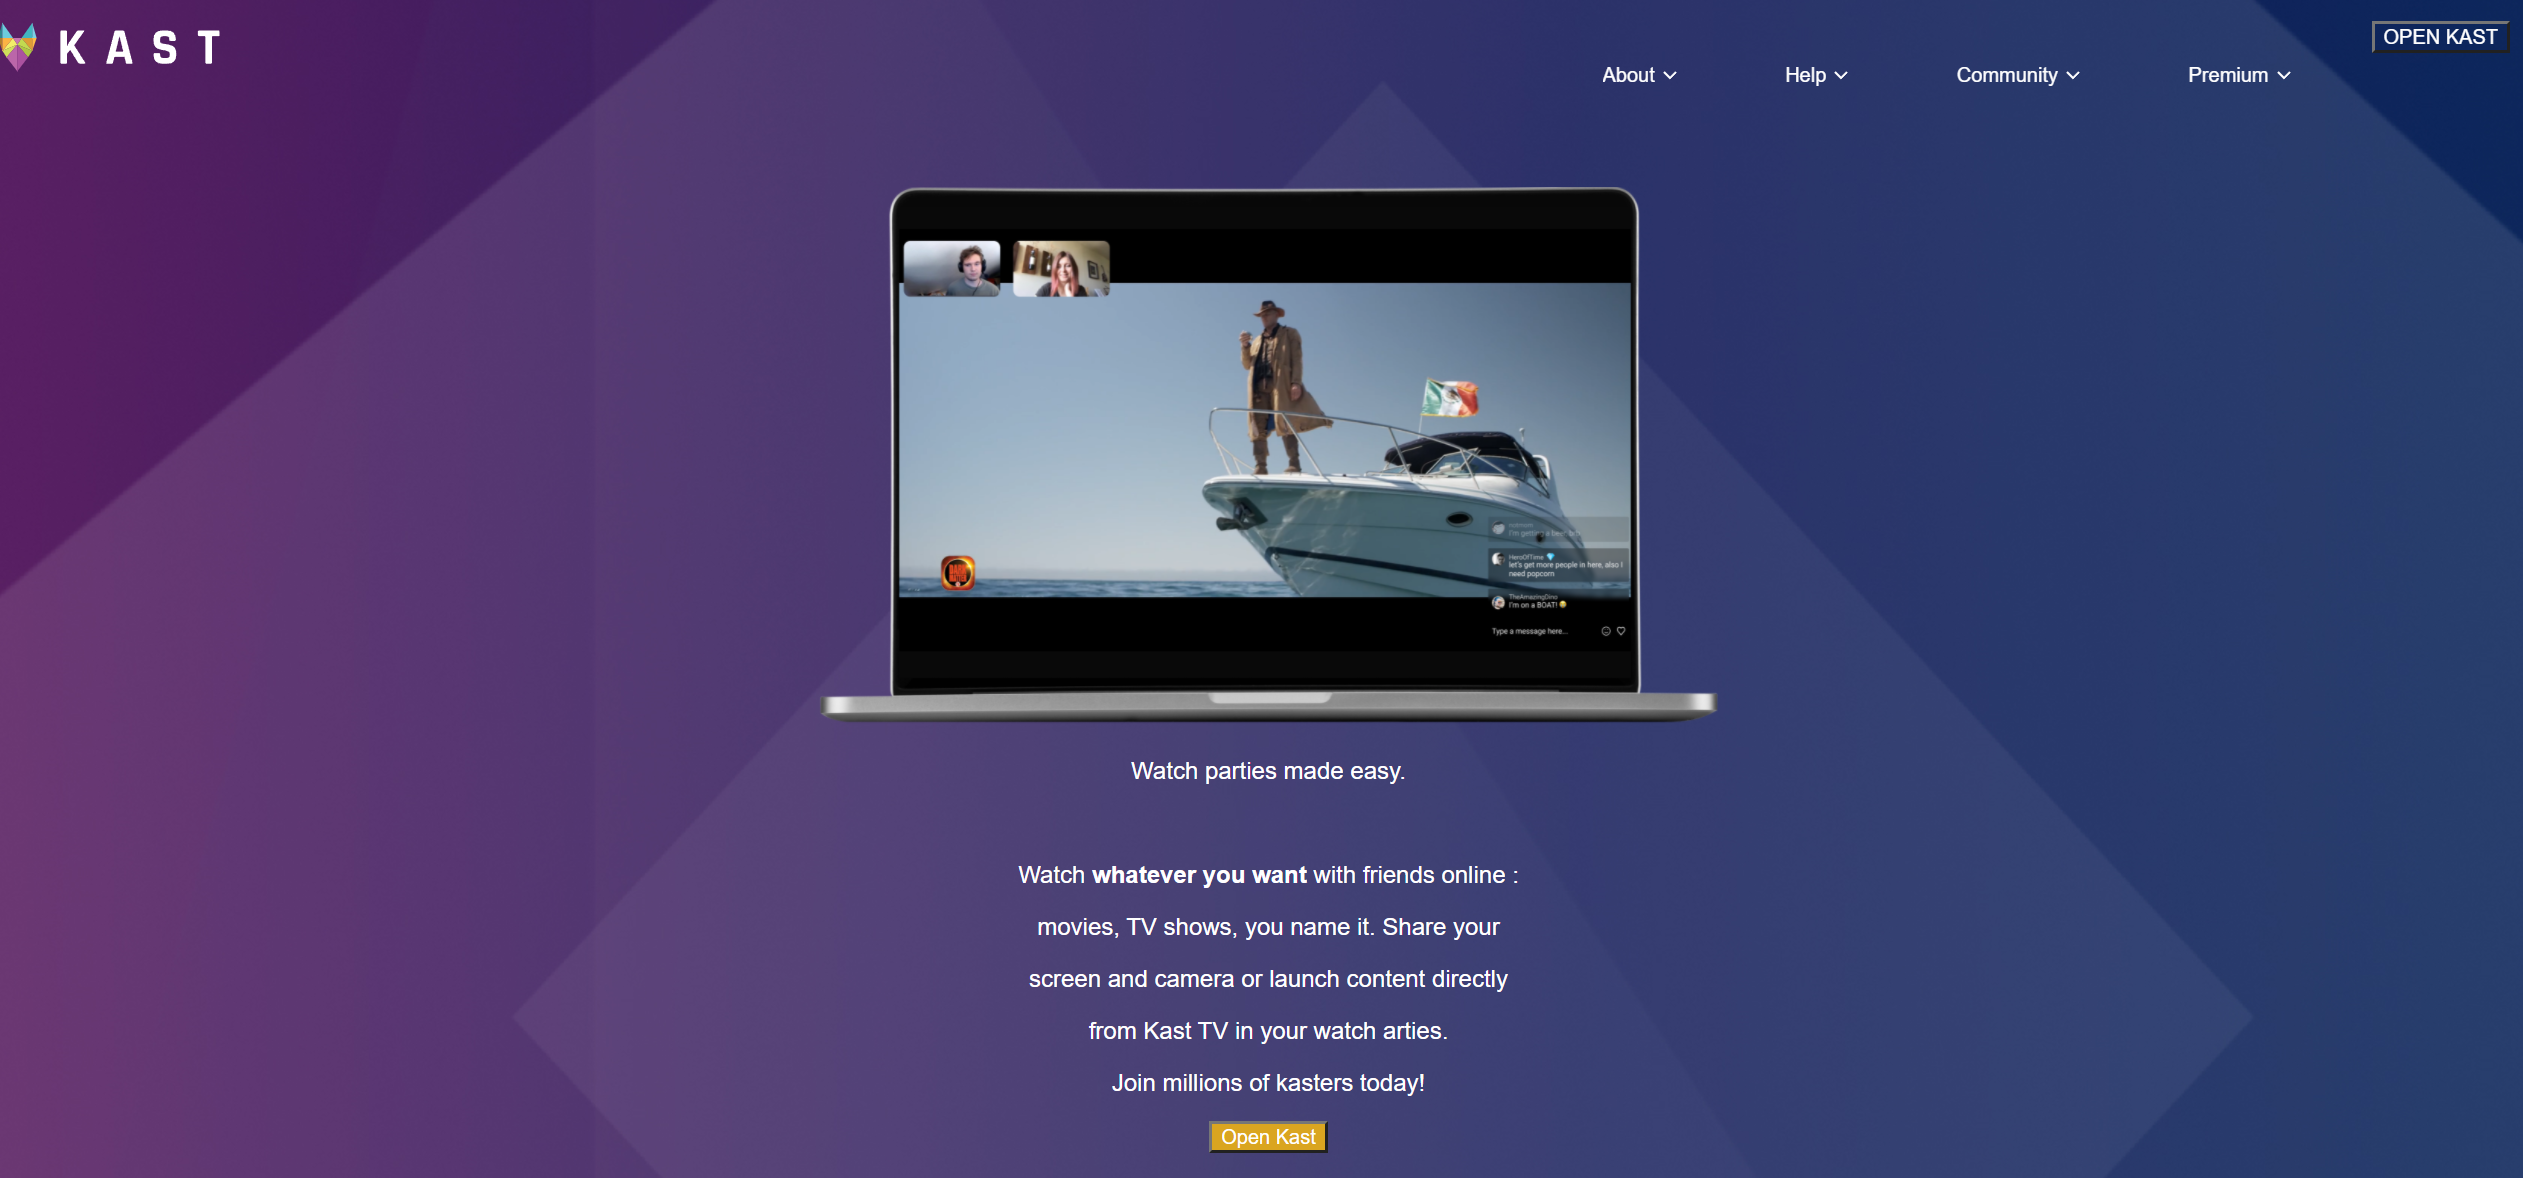 KAST
OPEN KAST
About
Help
Community
Premium
I'm getting a beer
HeroOfTime
let's get more people in here, also I
need popcorn
TheAmazingDino
I'm on a BOAT!
Type a message here...
Watch parties made easy.
Watch whatever you want with friends online :
movies, TV shows, you name it. Share your
screen and camera or launch content directly
from Kast TV in your watch arties.
Join millions of kasters today!
Open Kast